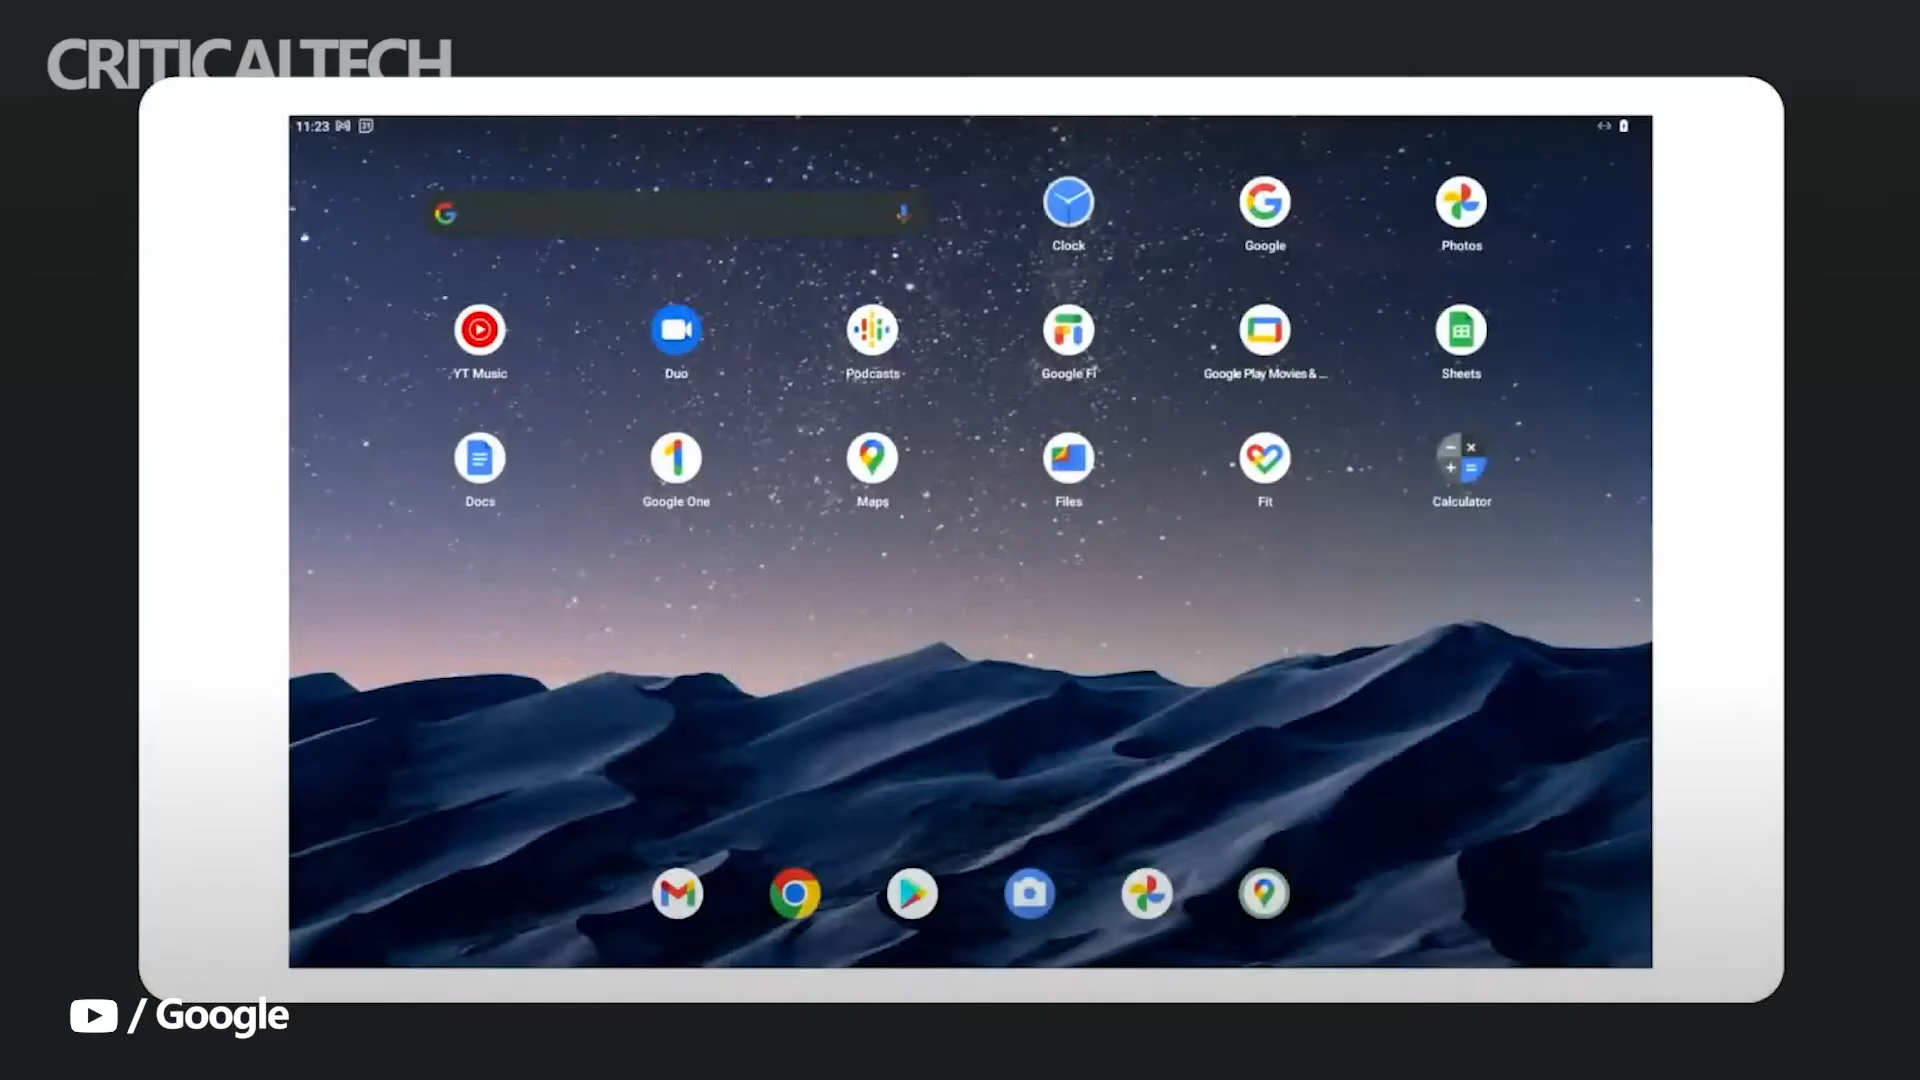 CRITICALTECH
11:23
31
Clock
Google
Photos
YT Music
Duo
Podcasts
Google Fi
Google Play Movies & ...
Sheets
Docs
Google One
Maps
Files
Fit
Calculator
/ Google